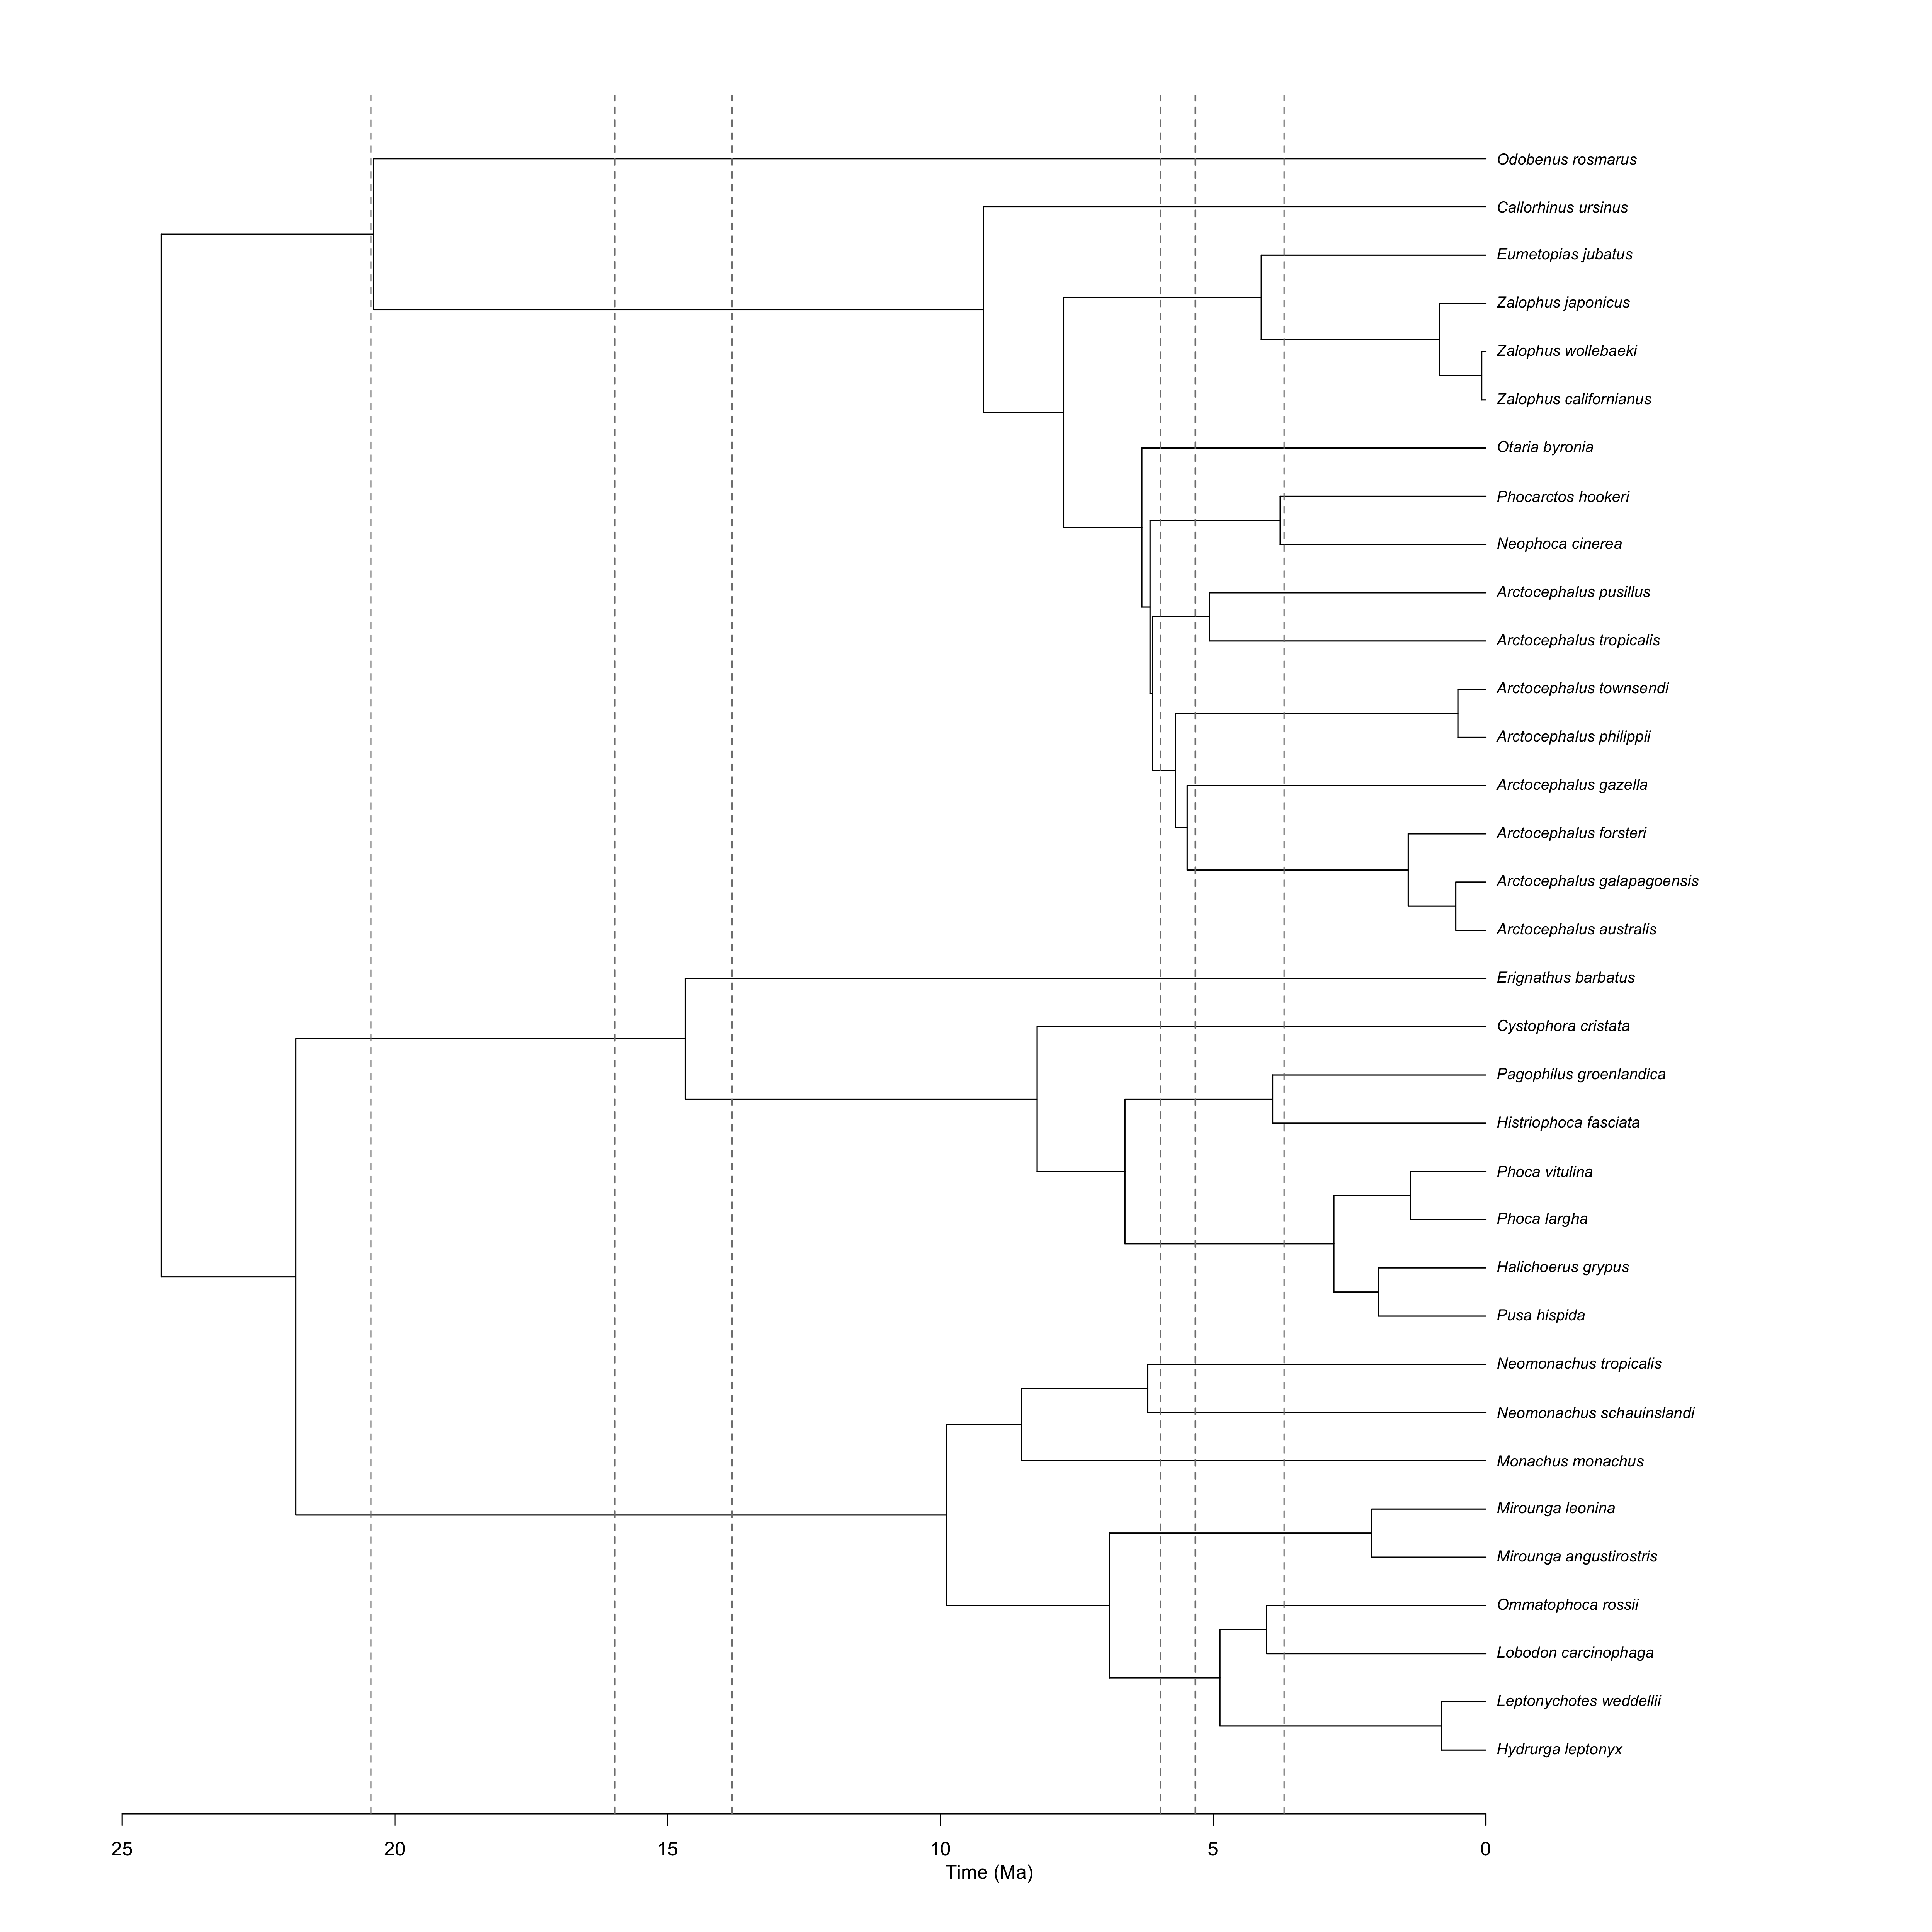 Odobenus rosmarus
Callorhinus ursinus
Eumetopias jubatus
Zalophus japonicus
Zalophus wollebaeki
Zalophus californianus
Otaria byronia
Phocarctos hookeri
Neophoca cinerea
Arctocephalus pusillus
Arctocephalus tropicalis
Arctocephalus townsendi
Arctocephalus philippii
Arctocephalus gazella
Arctocephalus forsteri
Arctocephalus galapagoensis
Arctocephalus australis
Erignathus barbatus
Cystophora cristata
Pagophilus groenlandica
Histriophoca fasciata
Phoca vitulina
Phoca largha
Halichoerus grypus
Pusa hispida
Neomonachus tropicalis
Neomonachus schauinslandi
Monachus monachus
Mirounga leonina
Mirounga angustirostris
Ommatophoca rossii
Lobodon carcinophaga
Leptonychotes weddellii
Hydrurga leptonyx
25 20 15 10 5 0
Time (Ma)